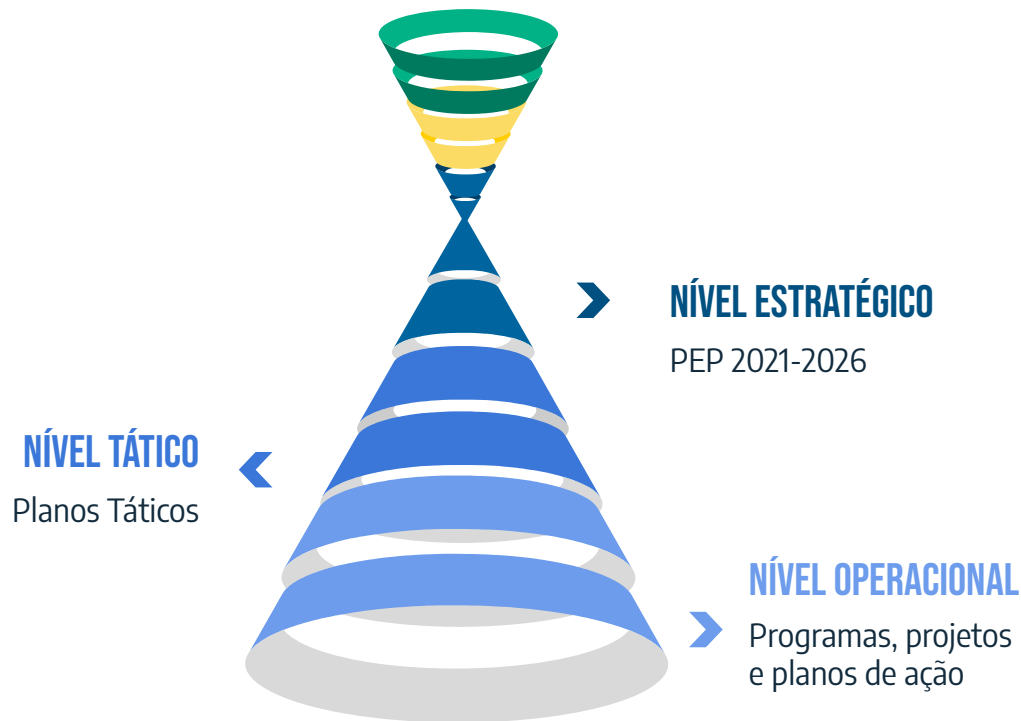 NÍVEL ESTRATÉGICO
PEP 2021-2026
NÍVEL TÁTICO
Planos Táticos
NÍVEL OPERACIONAL
Programas, projetos
e planos de ação